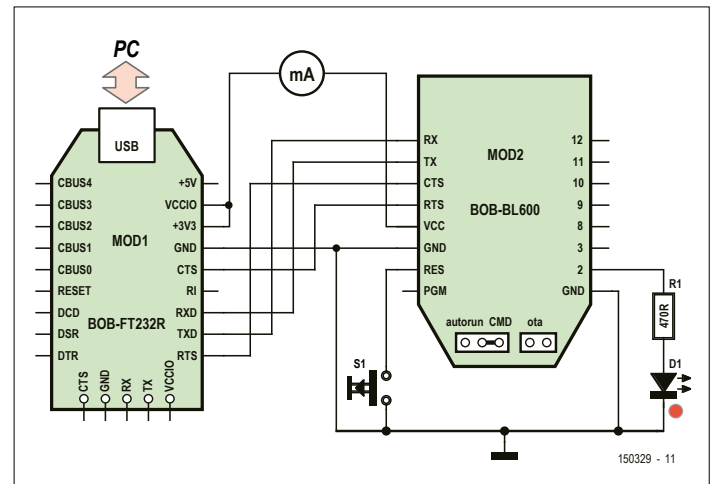 PC
mA
USB
CBUS4
CBUS3
CBUS2
CBUS1
CBUS0
RESET
DCD
DSR
DTR
MOD1
BOB-FT232R
+5V
VCCIO
+3V3
GND
CTS
RI
RXD
TXD
RTS
CTS
GND
RX
TX
VCCIO
RX
TX
CTS
RTS
VCC
GND
RES
PGM
MOD2
BOB-BL600
autorun CMD
ota
12
11
10
9
8
3
2
GND
S1
R1
470R
D1
150329 - 11